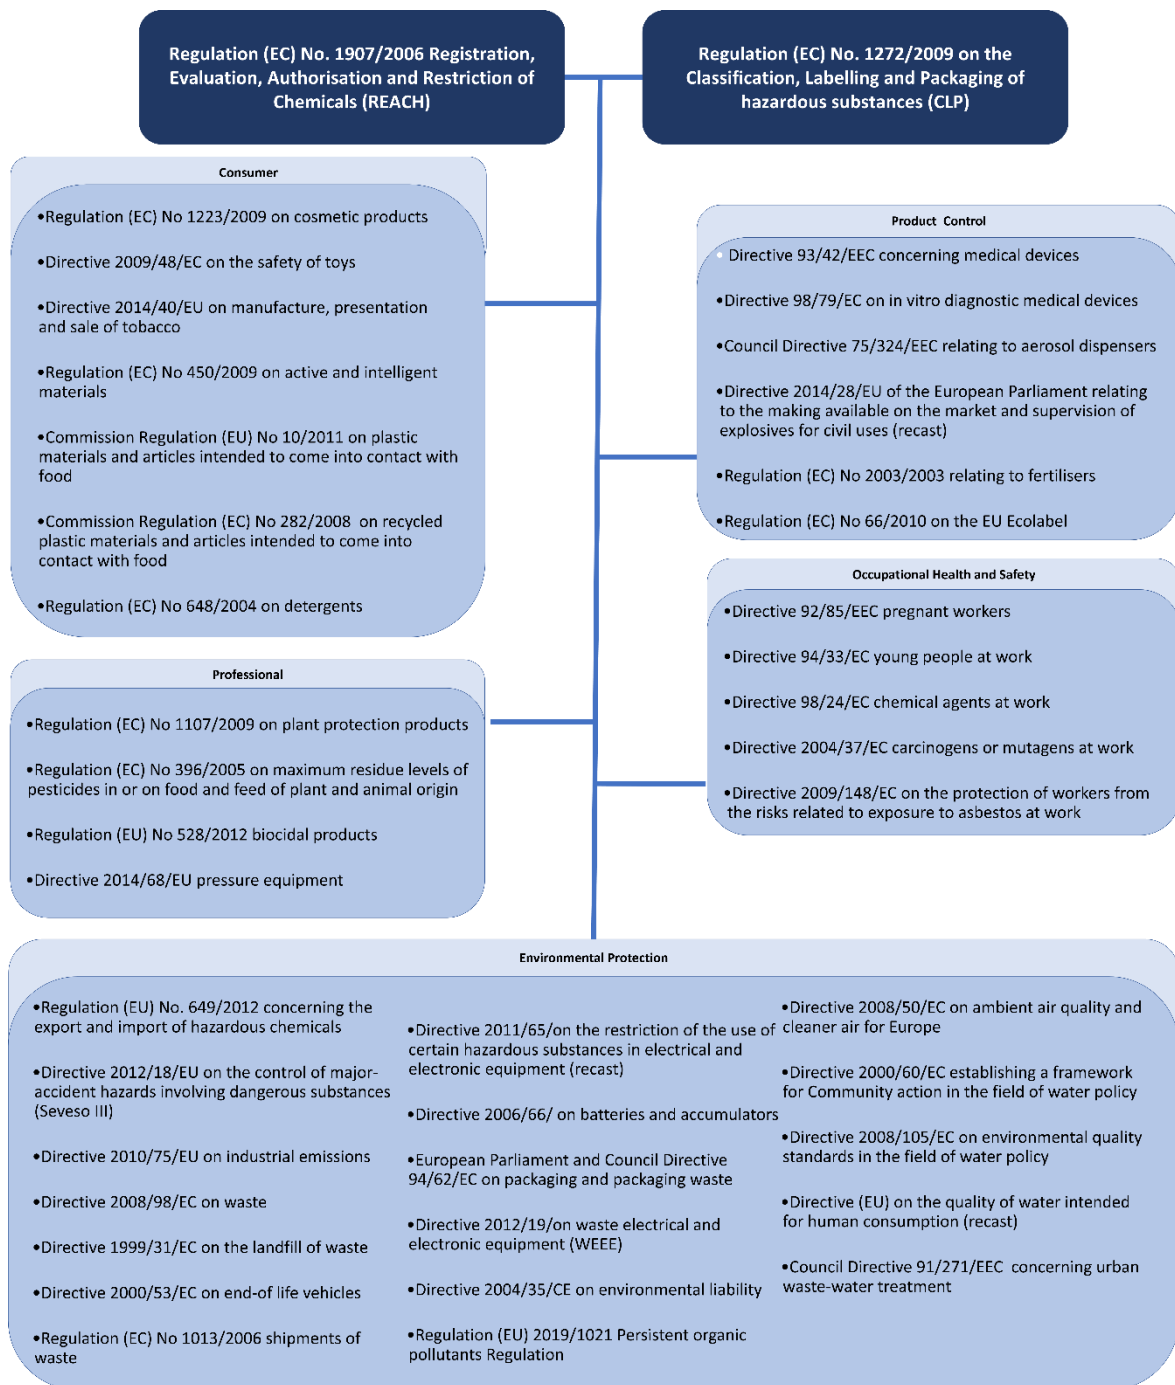 Regulation (EC) No. 1907/2006 Registration,
Evaluation, Authorisation and Restriction of
Chemicals (REACH)
Regulation (EC) No. 1272/2009 on the
Classification, Labelling and Packaging of
hazardous substances (CLP)
Consumer
•Regulation (EC) No 1223/2009 on cosmetic products
•Directive 2009/48/EC on the safety of toys
•Directive 2014/40/EU on manufacture, presentation
and sale of tobacco
•Regulation (EC) No 450/2009 on active and intelligent
materials
•Commission Regulation (EU) No 10/2011 on plastic
materials and articles intended to come into contact with
food
•Commission Regulation (EC) No 282/2008 on recycled
plastic materials and articles intended to come into
contact with food
•Regulation (EC) No 648/2004 on detergents
Product Control
• Directive 93/42/EEC concerning medical devices
•Directive 98/79/EC on in vitro diagnostic medical devices
•Council Directive 75/324/EEC relating to aerosol dispensers
•Directive 2014/28/EU of the European Parliament relating
to the making available on the market and supervision of
explosives for civil uses (recast)
•Regulation (EC) No 2003/2003 relating to fertilisers
•Regulation (EC) No 66/2010 on the EU Ecolabel
Occupational Health and Safety
•Directive 92/85/EEC pregnant workers
•Directive 94/33/EC young people at work
•Directive 98/24/EC chemical agents at work
•Directive 2004/37/EC carcinogens or mutagens at work
•Directive 2009/148/EC on the protection of workers from
the risks related to exposure to asbestos at work
Professional
•Regulation (EC) No 1107/2009 on plant protection products
•Regulation (EC) No 396/2005 on maximum residue levels of
pesticides in or on food and feed of plant and animal origin
•Regulation (EU) No 528/2012 biocidal products
•Directive 2014/68/EU pressure equipment
Environmental Protection
•Regulation (EU) No. 649/2012 concerning the
export and import of hazardous chemicals
•Directive 2012/18/EU on the control of major-
accident hazards involving dangerous substances
(Seveso III)
•Directive 2010/75/EU on industrial emissions
•Directive 2008/98/EC on waste
•Directive 1999/31/EC on the landfill of waste
•Directive 2000/53/EC on end-of life vehicles
•Regulation (EC) No 1013/2006 shipments of
waste
•Directive 2011/65/on the restriction of the use of
certain hazardous substances in electrical and
electronic equipment (recast)
•Directive 2006/66/ on batteries and accumulators
•European Parliament and Council Directive
94/62/EC on packaging and packaging waste
•Directive 2012/19/on waste electrical and
electronic equipment (WEEE)
•Directive 2004/35/CE on environmental liability
•Regulation (EU) 2019/1021 Persistent organic
pollutants Regulation
•Directive 2008/50/EC on ambient air quality and
cleaner air for Europe
•Directive 2000/60/EC establishing a framework
for Community action in the field of water policy
•Directive 2008/105/EC on environmental quality
standards in the field of water policy
•Directive (EU) on the quality of water intended
for human consumption (recast)
•Council Directive 91/271/EEC concerning urban
waste-water treatment